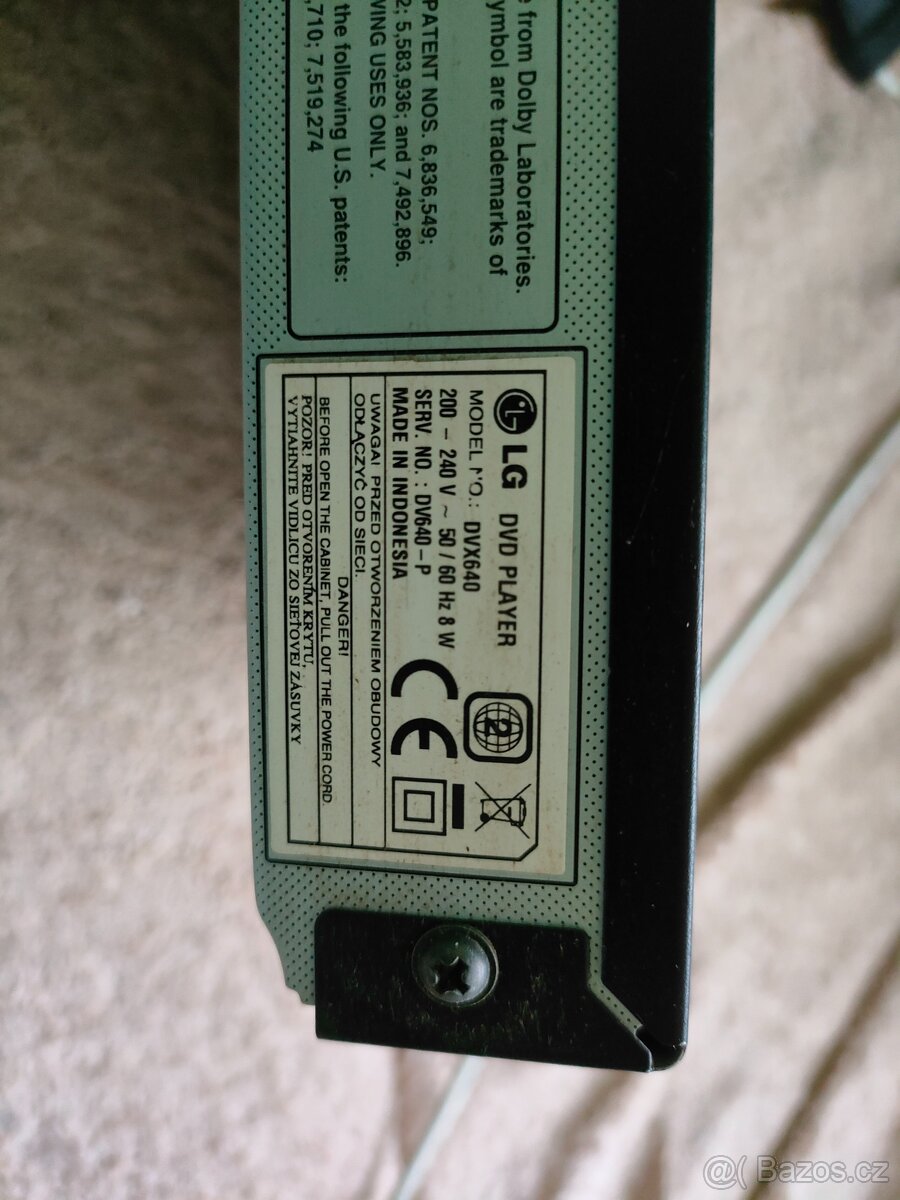 e from Dolby Laboratories.
ymbol are trademarks of
PATENT NOS. 6,836,549;
2; 5,583,936; and 7,492,896.
WING USES ONLY.
the following U.S. patents:
,710; 7,519,274
LG DVD PLAYER
MODEL NO.: DVX640
200 – 240 V ~ 50 / 60 Hz 8 W
SERV. NO. : DV640-P
MADE IN INDONESIA
2
CE
UWAGA! PRZED OTWORZENIEM OBUDOWY
ODŁĄCZYĆ OD SIECI.
DANGER!
BEFORE OPEN THE CABINET, PULL OUT THE POWER CORD.
POZOR! PRED OTVORENÍM KRYTU,
VYTIAHNITE VIDLICU ZO SIEŤOVEJ ZÁSUVKY
@( Bazos.cz